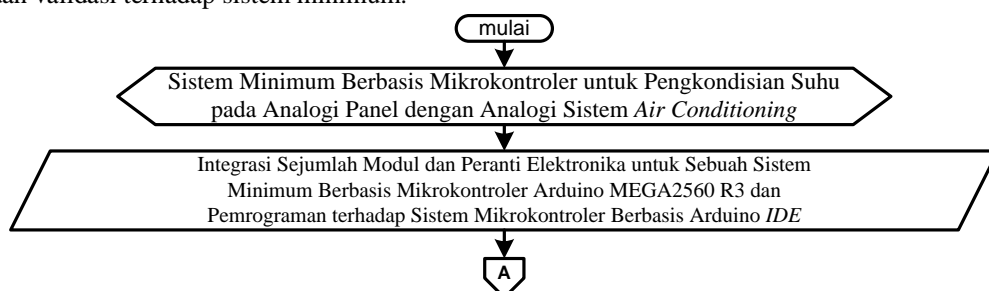 dan validasi terhadap sistem minimum.
mulai
Sistem Minimum Berbasis Mikrokontroler untuk Pengkondisian Suhu
pada Analogi Panel dengan Analogi Sistem Air Conditioning
Integrasi Sejumlah Modul dan Peranti Elektronika untuk Sebuah Sistem
Minimum Berbasis Mikrokontroler Arduino MEGA2560 R3 dan
Pemrograman terhadap Sistem Mikrokontroler Berbasis Arduino IDE
A